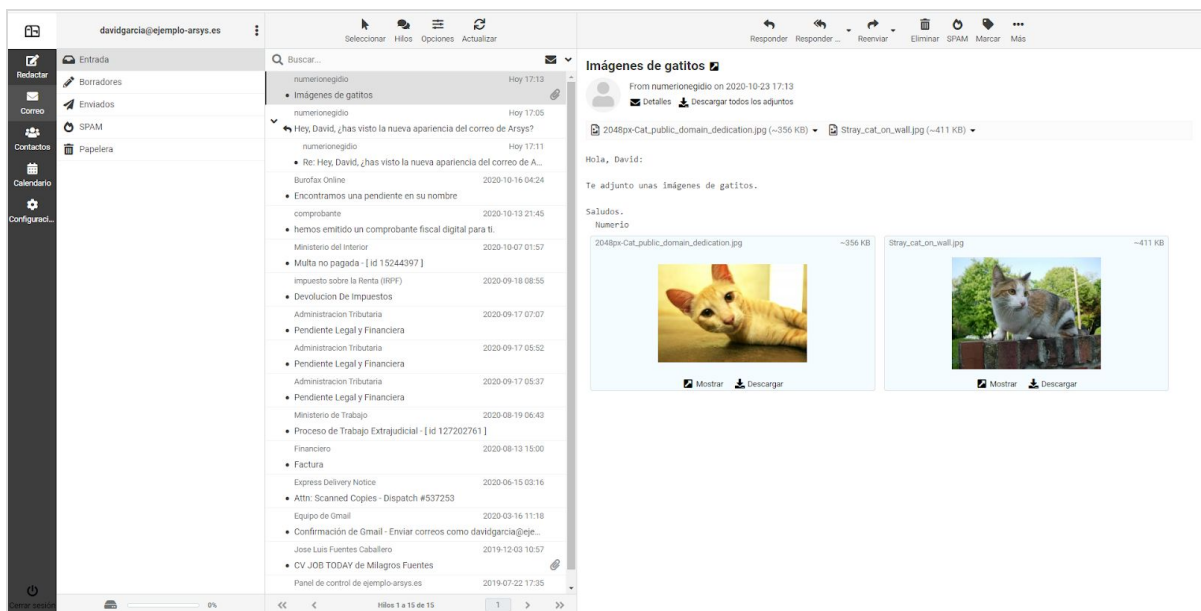 davidgarcia@ejemplo-arsys.es
Redactar
Correo
Contactos
Calendario
Configuraci...
Cerrar sesión
Entrada
Borradores
Enviados
SPAM
Papelera
0%
Seleccionar Hilos Opciones Actualizar
Buscar...
numerionegidio Hoy 17:13
Imágenes de gatitos
numerionegidio Hoy 17:05
Hey, David, ¿has visto la nueva apariencia del correo de Arsys?
numerionegidio Hoy 17:11
Re: Hey, David, ¿has visto la nueva apariencia del correo de A...
Burofax Online 2020-10-16 04:24
Encontramos una pendiente en su nombre
comprobante 2020-10-13 21:45
hemos emitido un comprobante fiscal digital para ti.
Ministerio del Interior 2020-10-07 01:57
Multa no pagada - [ id 15244397 ]
Impuesto sobre la Renta (IRPF) 2020-09-18 08:55
Devolucion De Impuestos
Administracion Tributaria 2020-09-17 07:07
Pendiente Legal y Financiera
Administracion Tributaria 2020-09-17 05:52
Pendiente Legal y Financiera
Administracion Tributaria 2020-09-17 05:37
Pendiente Legal y Financiera
Ministerio de Trabajo 2020-08-19 06:43
Proceso de Trabajo Extrajudicial - [ id 127202761 ]
Financiero 2020-08-13 15:00
Factura
Express Delivery Notice 2020-06-15 03:16
Attn: Scanned Copies - Dispatch #537253
Equipo de Gmail 2020-03-16 11:18
Confirmación de Gmail - Enviar correos como davidgarcia@eje...
Jose Luis Fuentes Caballero 2019-12-03 10:57
CV JOB TODAY de Milagros Fuentes
Panel de control de ejemplo-arsys.es 2019-07-22 17:35
Hilos 1 a 15 de 15 1
Responder Responder ... Reenviar Eliminar SPAM Marcar Más
Imágenes de gatitos
From numerionegidio on 2020-10-23 17:13
Detalles Descargar todos los adjuntos
2048px-Cat_public_domain_dedication.jpg (~356 KB) Stray_cat_on_wall.jpg (~411 KB)
Hola, David:
Te adjunto unas imágenes de gatitos.
Saludos.
Numerio
2048px-Cat_public_domain_dedication.jpg ~356 KB Stray_cat_on_wall.jpg ~411 KB
Mostrar Descargar Mostrar Descargar